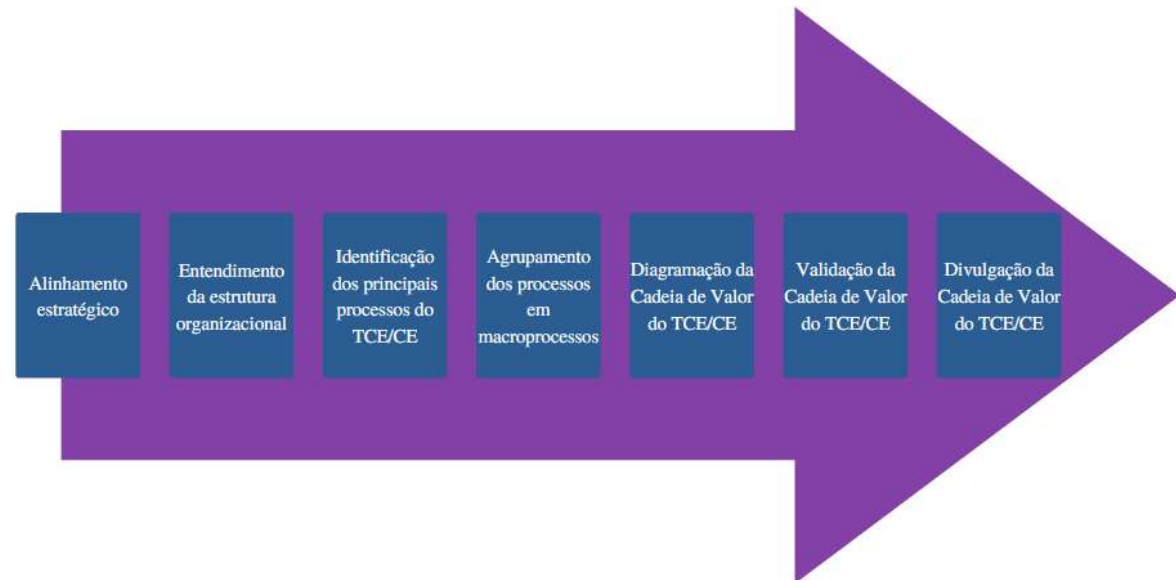 Alinhamento
estratégico
Entendimento
da estrutura
organizacional
Identificação
dos principais
processos do
TCE/CE
Agrupamento
dos processos
em
macroprocessos
Diagramação da
Cadeia de Valor
do TCE/CE
Validação da
Cadeia de Valor
do TCE/CE
Divulgação da
Cadeia de Valor
do TCE/CE